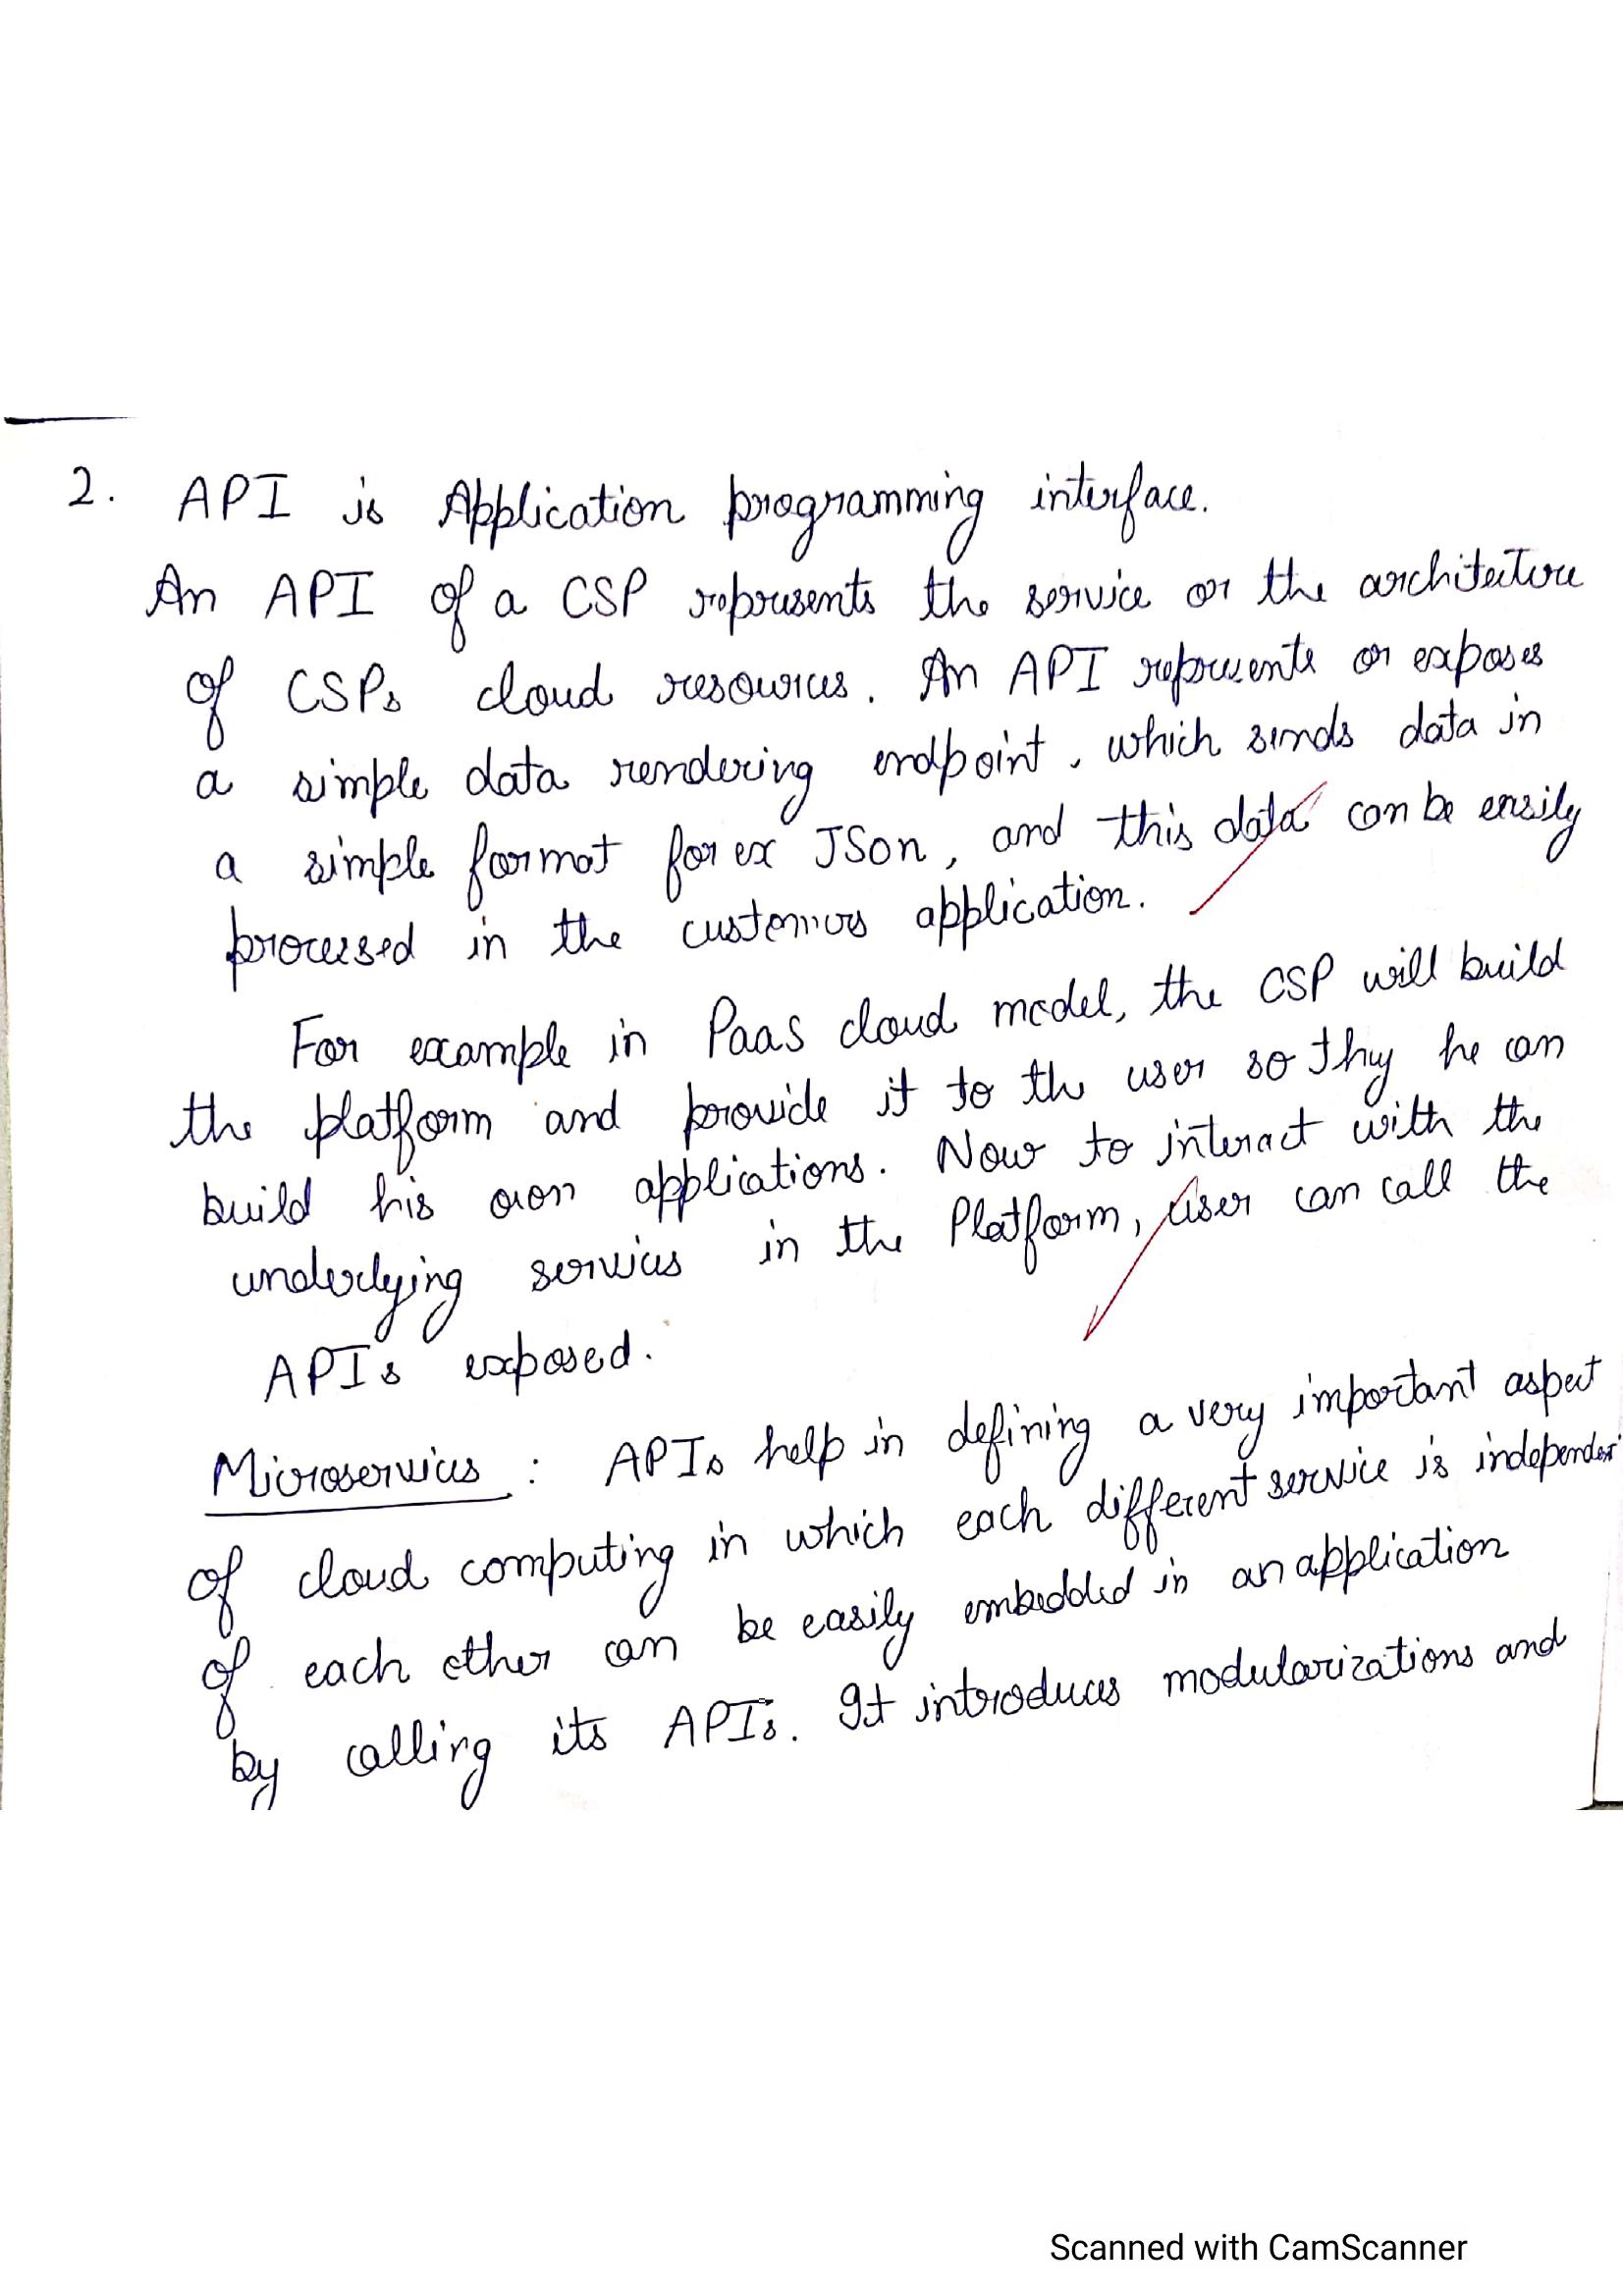 2. API is Application programming interface.
An API of a CSP represents the service or the architecture
of CSPs cloud resources. An API represents or exposes
a simple data rendering endpoint, which sends data in
a simple format for ex JSon, and this data can be easily
processed in the customers application.
For example in Paas cloud model, the CSP will build
the platform and provide it to the user so thy he can
build his own applications. Now to interact with the
underlying services in the Platform, user can call the
APIs exposed.
Microservices : APIs help in defining a very important aspect
of cloud computing in which each different service is independent
of each other can be easily embedded in an application
by calling its APIs. It introduces modularizations and
Scanned with CamScanner